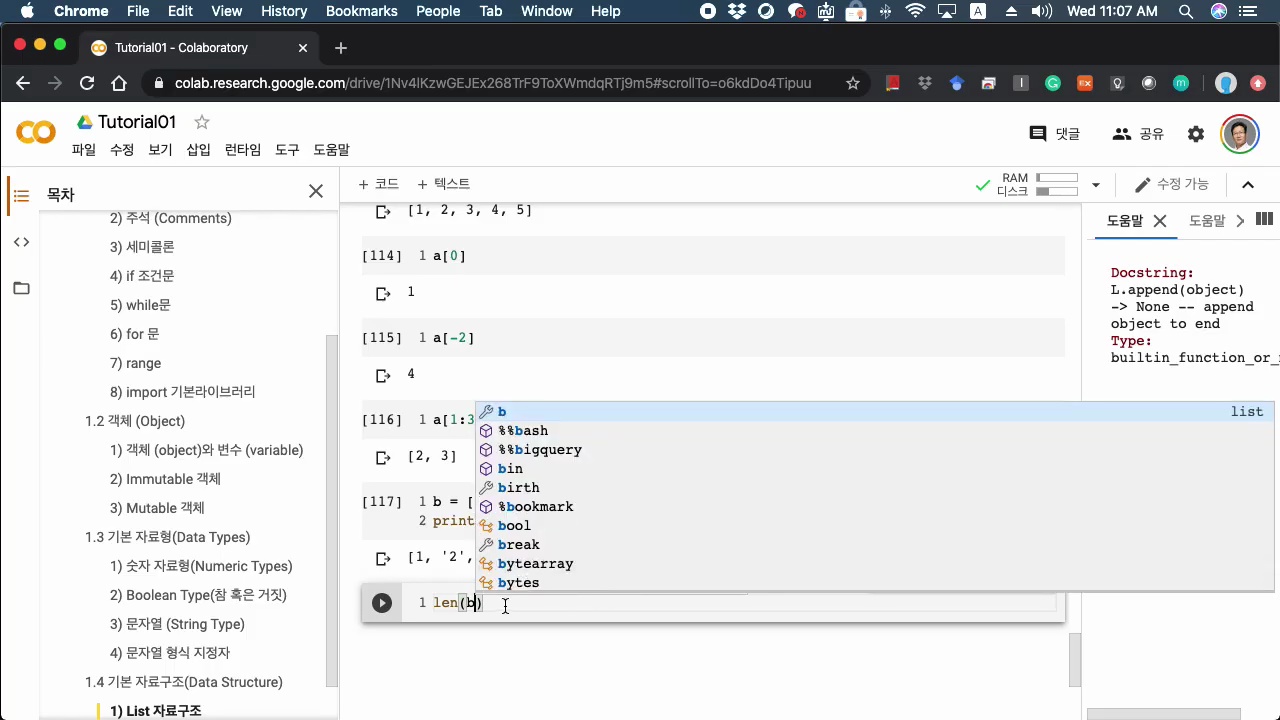 Chrome File Edit View History Bookmarks People Tab Window Help
A
Wed 11:07 AM
Tutorial01 - Colaboratory
colab.research.google.com/drive/1Nv4lKzwGEJEx268TrF9ToXWmdqRTj9m5#scrollTo=o6kdDo4Tipuu
Tutorial01
댓글
공유
파일 수정 보기 삽입 런타임 도구 도움말
목차
+ 코드 + 텍스트
RAM
디스크
수정 가능
2) 주석 (Comments)
3) 세미콜론
4) if 조건문
5) while문
6) for 문
7) range
8) import 기본라이브러리
1.2 객체 (Object)
1) 객체 (object)와 변수 (variable)
2) Immutable 객체
3) Mutable 객체
1.3 기본 자료형(Data Types)
1) 숫자 자료형(Numeric Types)
2) Boolean Type(참 혹은 거짓)
3) 문자열 (String Type)
4) 문자열 형식 지정자
1.4 기본 자료구조(Data Structure)
1) List 자료구조
[1, 2, 3, 4, 5]
[114] 1 a[0]
1
[115] 1 a[-2]
4
[116] 1 a[1:3
[2, 3]
[117] 1 b = [
2 print
[1, '2',
1 len(b)
b list
%%bash
%%bigquery
bin
birth
%bookmark
bool
break
bytearray
bytes
도움말
도움말
Docstring:
L.append(object)
-> None -- append
object to end
Type:
builtin_function_or_